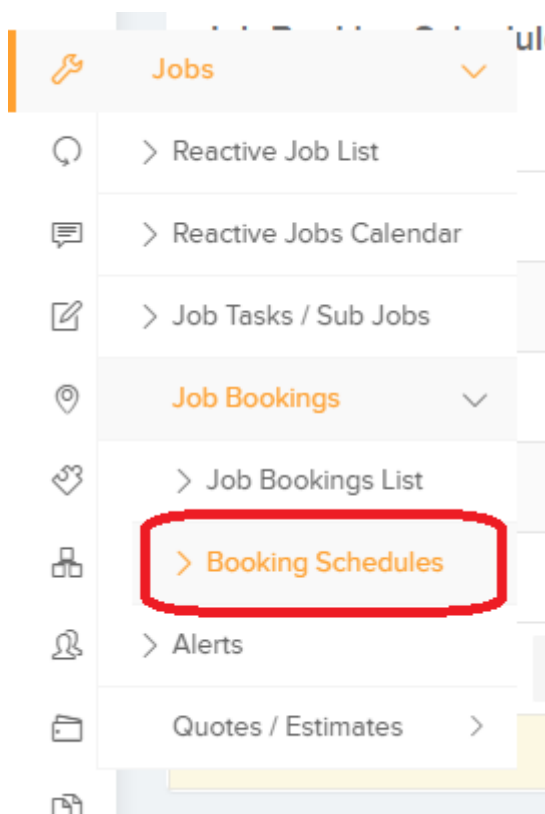 Jobs
Reactive Job List
Reactive Jobs Calendar
Job Tasks / Sub Jobs
Job Bookings
Job Bookings List
Booking Schedules
Alerts
Quotes / Estimates